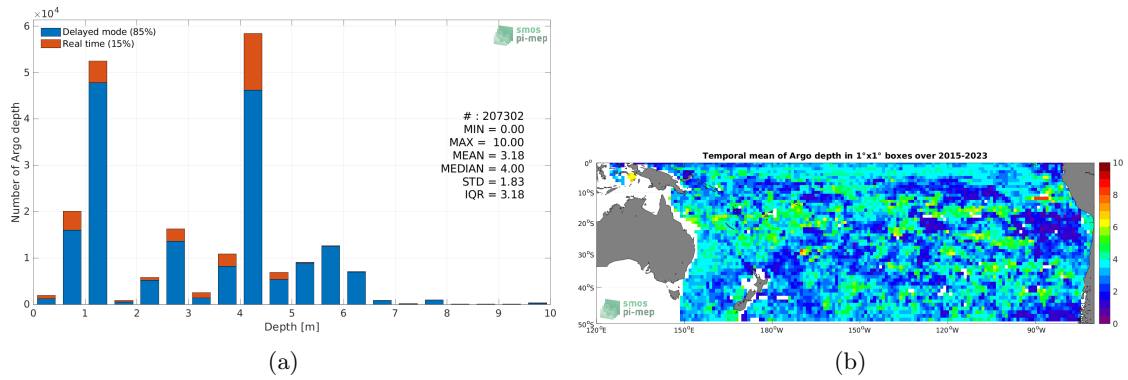 ×10⁴
Delayed mode (85%)
Real time (15%)
smos
pi-mep
6
5
4
3
2
1
0
Number of Argo depth
# : 207302
MIN = 0.00
MAX = 10.00
MEAN = 3.18
MEDIAN = 4.00
STD = 1.83
IQR = 3.18
0 1 2 3 4 5 6 7 8 9 10
Depth [m]
(a)
Temporal mean of Argo depth in 1°x1° boxes over 2015-2023
0°
10°S
20°S
30°S
40°S
50°S
120°E 150°E 180°W 150°W 120°W 90°W
smos
pi-mep
10
8
6
4
2
0
(b)